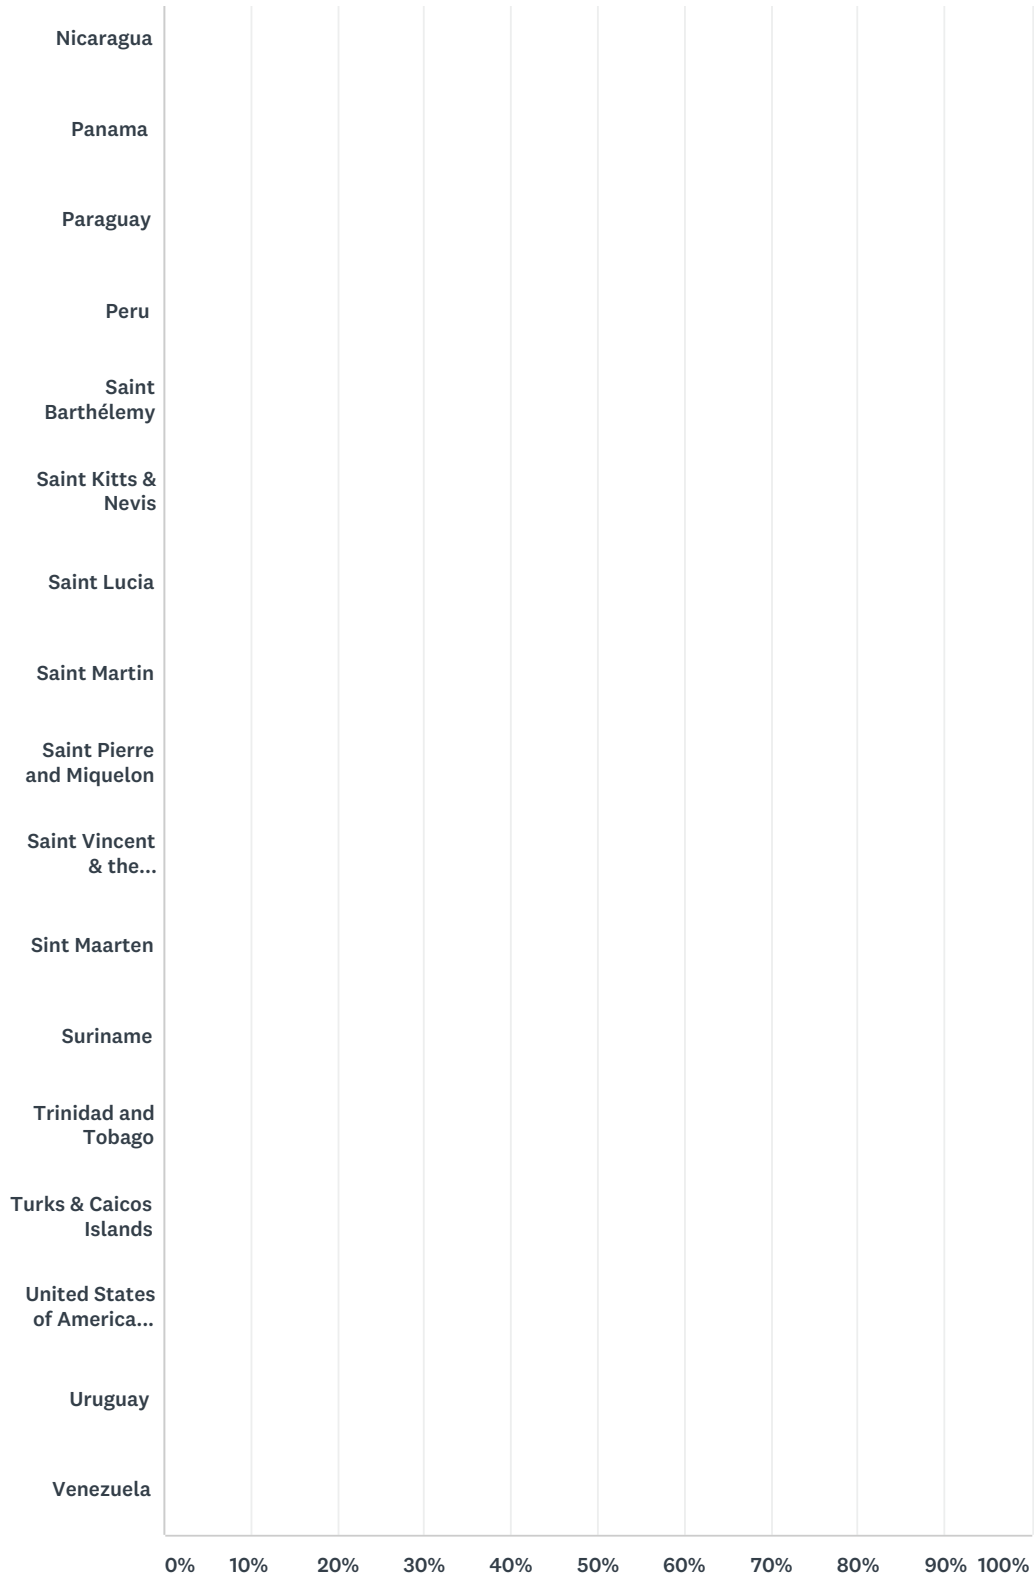 Nicaragua
Panama
Paraguay
Peru
Saint
Barthélemy
Saint Kitts &
Nevis
Saint Lucia
Saint Martin
Saint Pierre
and Miquelon
Saint Vincent
& the...
Sint Maarten
Suriname
Trinidad and
Tobago
Turks & Caicos
Islands
United States
of America...
Uruguay
Venezuela
0% 10% 20% 30% 40% 50% 60% 70% 80% 90% 100%